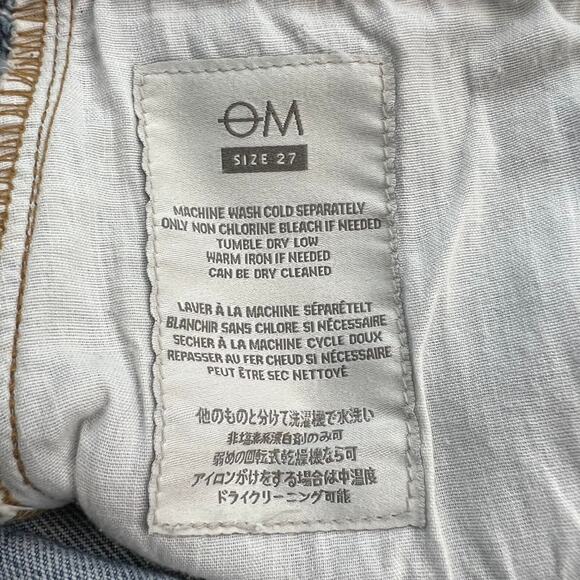 OM
SIZE 27
MACHINE WASH COLD SEPARATELY
ONLY NON CHLORINE BLEACH IF NEEDED
TUMBLE DRY LOW
WARM IRON IF NEEDED
CAN BE DRY CLEANED
LAVER À LA MACHINE SÉPARÉTELT
BLANCHIR SANS CHLORE SI NÉCESSAIRE
SECHER À LA MACHINE CYCLE DOUX
REPASSER AU FER CHEUD SI NÉCESSAIRE
PEUT ÊTRE SEC NETTOYÉ
他のものと分けて洗濯機で水洗い
非塩素系漂白剤のみ可
弱めの回転式乾燥機なら可
アイロンがけをする場合は中温度
ドライクリーニング可能